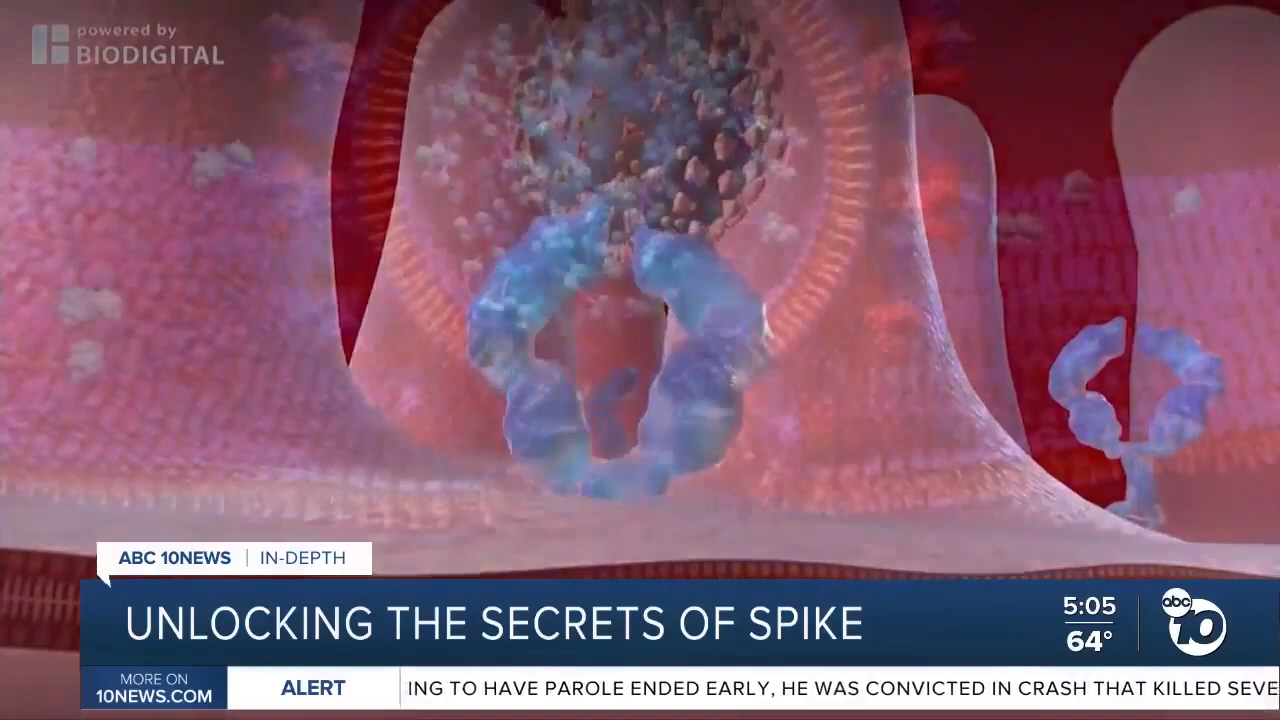 powered by
BIODIGITAL
ABC 10NEWS | IN-DEPTH
UNLOCKING THE SECRETS OF SPIKE
5:05
64°
abc
10
MORE ON
10NEWS.COM
ALERT
ING TO HAVE PAROLE ENDED EARLY, HE WAS CONVICTED IN CRASH THAT KILLED SEVE